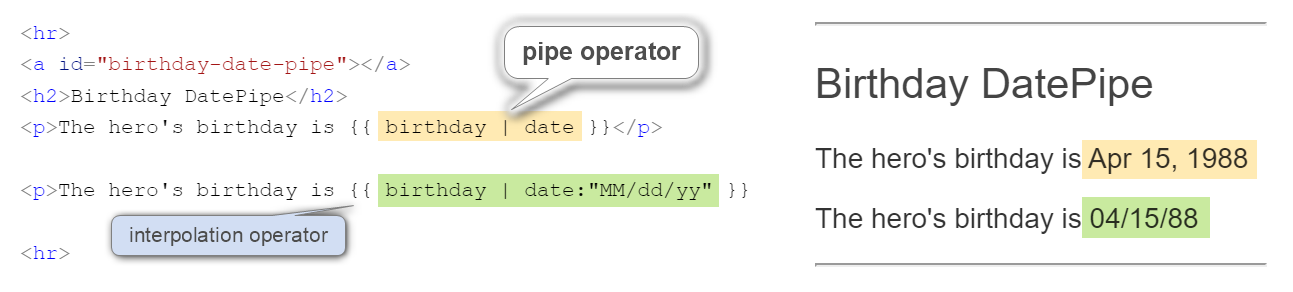 <hr>
<a id="birthday-date-pipe"></a>
<h2>Birthday DatePipe</h2>
<p>The hero's birthday is {{ birthday | date }}</p>
<p>The hero's birthday is {{ birthday | date:"MM/dd/yy" }}
<hr>
pipe operator
interpolation operator
Birthday DatePipe
The hero's birthday is Apr 15, 1988
The hero's birthday is 04/15/88